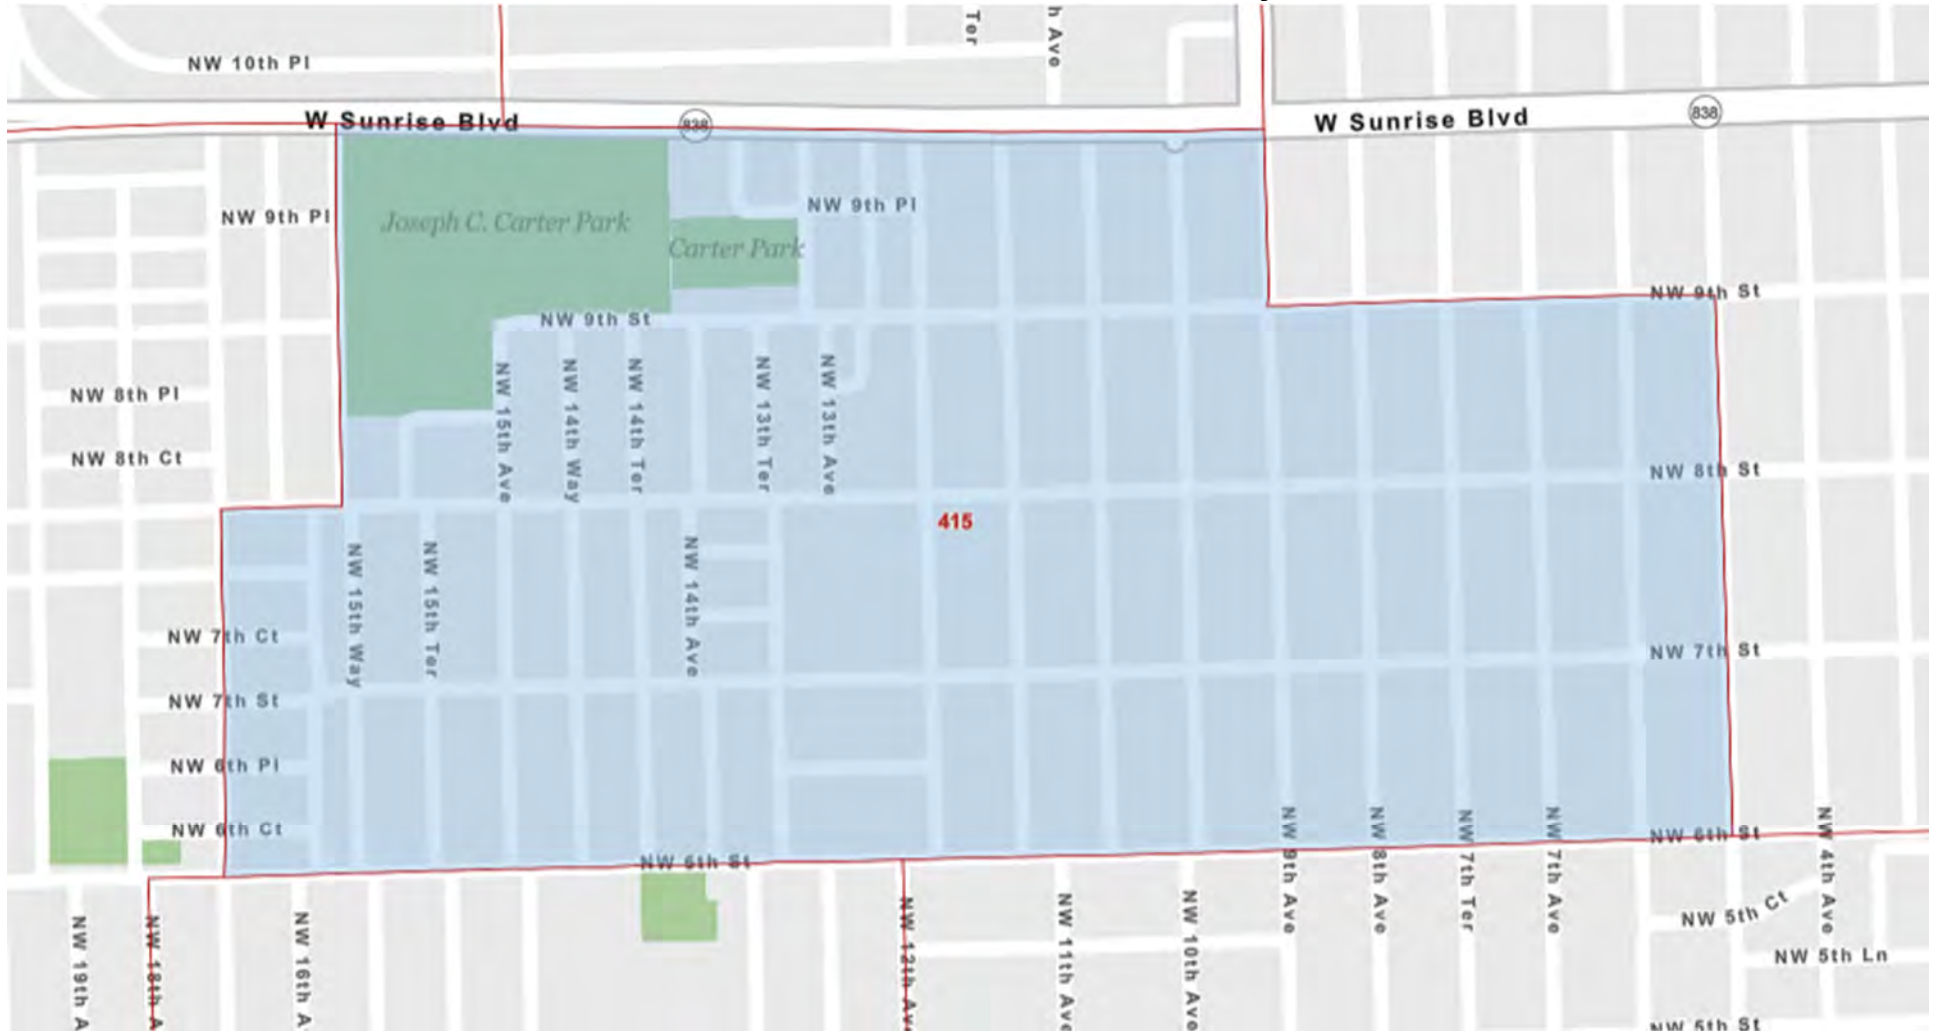 Ter
h Ave
NW 10th Pl
W Sunrise Blvd
838
W Sunrise Blvd
838
NW 9th Pl
Joseph C. Carter Park
NW 9th Pl
Carter Park
NW 9th St
NW 9th St
NW 8th Pl
NW 8th Ct
NW 15th Ave
NW 14th Way
NW 14th Ter
NW 13th Ter
NW 13th Ave
NW 8th St
415
NW 15th Way
NW 15th Ter
NW 14th Ave
NW 7th Ct
NW 7th St
NW 7th St
NW 6th Pl
NW 6th Ct
NW 6th St
NW 6th St
NW 9th Ave
NW 8th Ave
NW 7th Ter
NW 7th Ave
NW 4th Ave
NW 19th A
NW 18th A
NW 16th A
NW 12th Av
NW 11th Ave
NW 10th Ave
NW 5th Ct
NW 5th Ln
NW 5th St